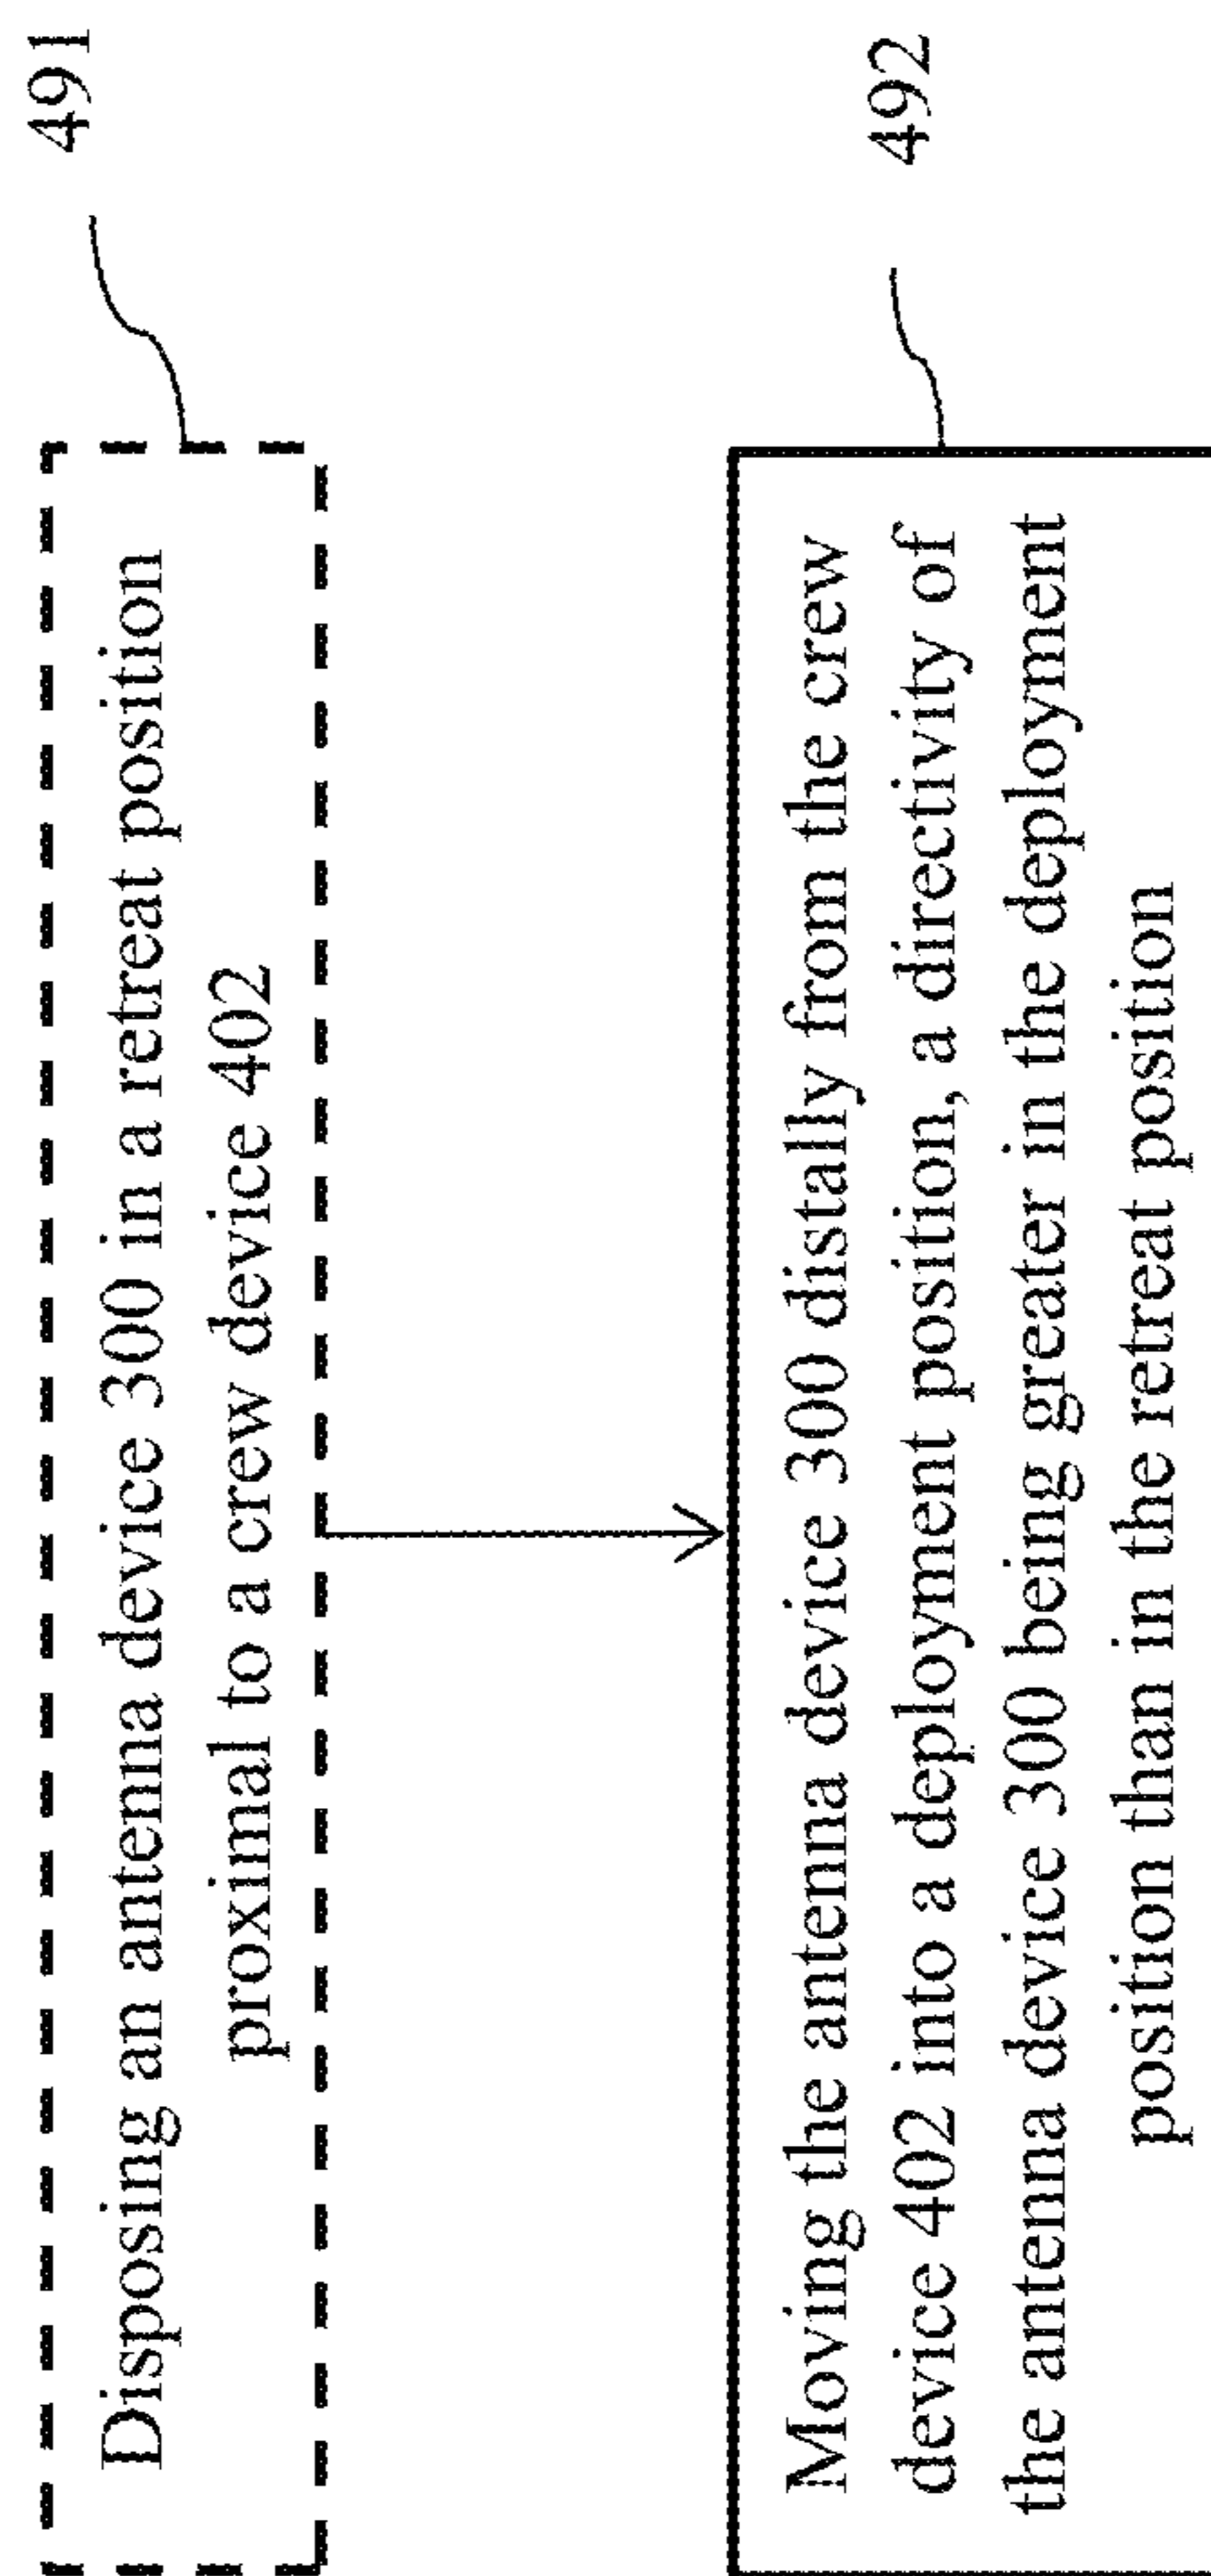 Disposing an antenna device 300 in a retreat position
proximal to a crew device 402
491
Moving the antenna device 300 distally from the crew
device 402 into a deployment position, a directivity of
the antenna device 300 being greater in the deployment
position than in the retreat position
492